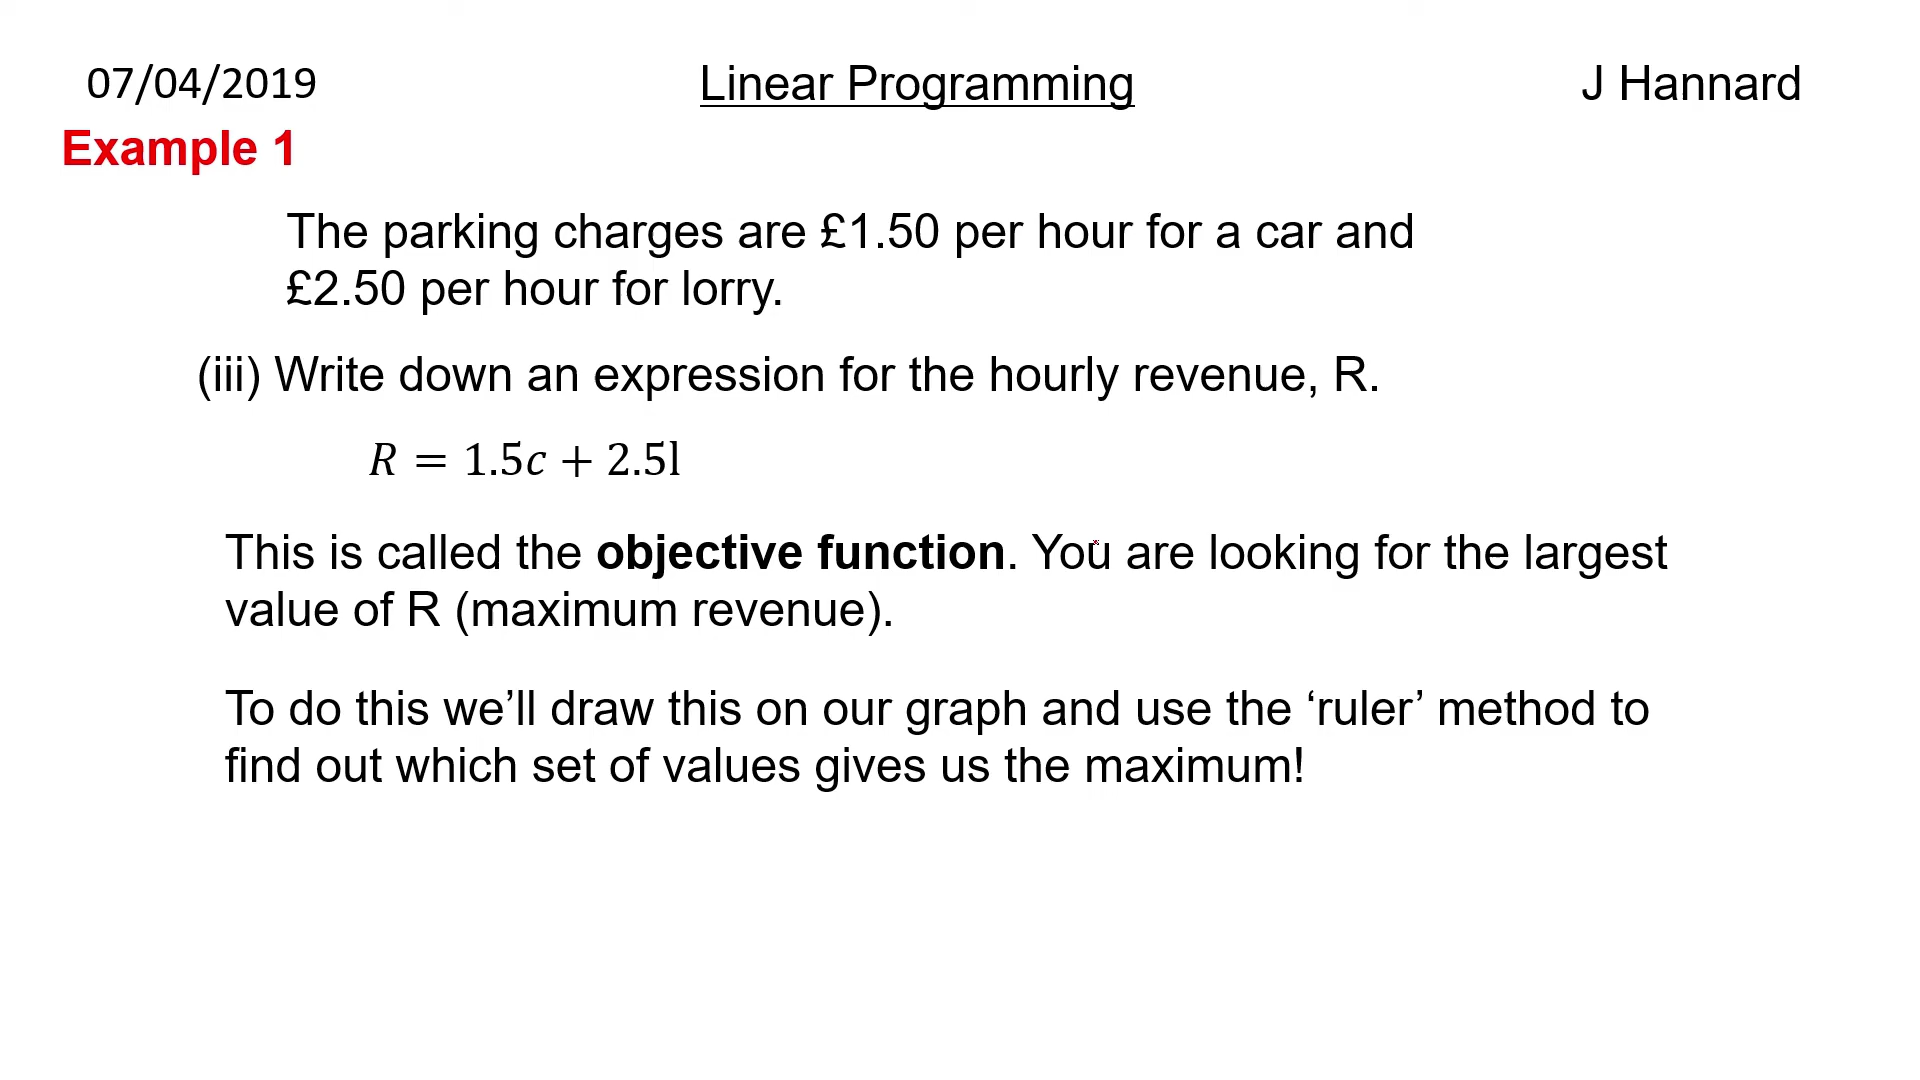 07/04/2019 Linear Programming J Hannard
Example 1
The parking charges are £1.50 per hour for a car and
£2.50 per hour for lorry.
(iii) Write down an expression for the hourly revenue, R.
R = 1.5c + 2.5l
This is called the objective function. You are looking for the largest
value of R (maximum revenue).
To do this we’ll draw this on our graph and use the ‘ruler’ method to
find out which set of values gives us the maximum!